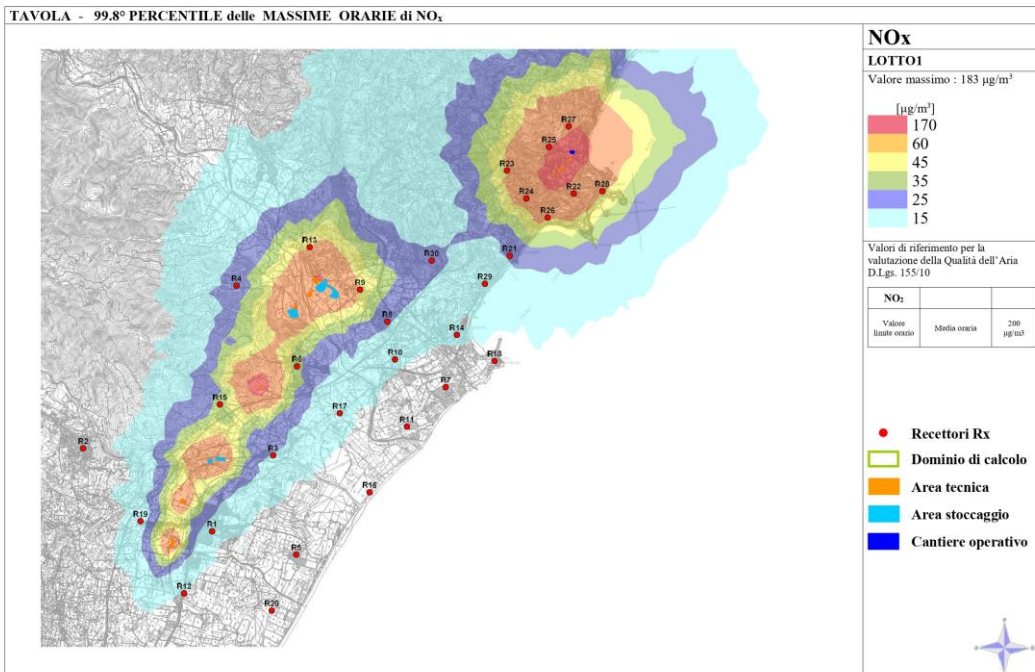 TAVOLA - 99.8° PERCENTILE delle MASSIME ORARIE di NOx
NOx
LOTTO1
Valore massimo : 183 µg/m³
[µg/m³]
170
60
45
35
25
15
Valori di riferimento per la
valutazione della Qualità dell'Aria
D.Lgs. 155/10
NO2
Valore
limite orario
Media oraria
200
µg/m3
Recettori Rx
Dominio di calcolo
Area tecnica
Area stoccaggio
Cantiere operativo
R27
R25
R23
R24
R22
R28
R26
R13
R30
R21
R4
R9
R29
R8
R14
R10
R18
R6
R7
R15
R17
R11
R2
R3
R16
R19
R1
R5
R12
R20